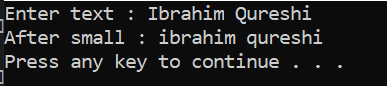 Enter text : Ibrahim Qureshi
After small : ibrahim qureshi
Press any key to continue . . .